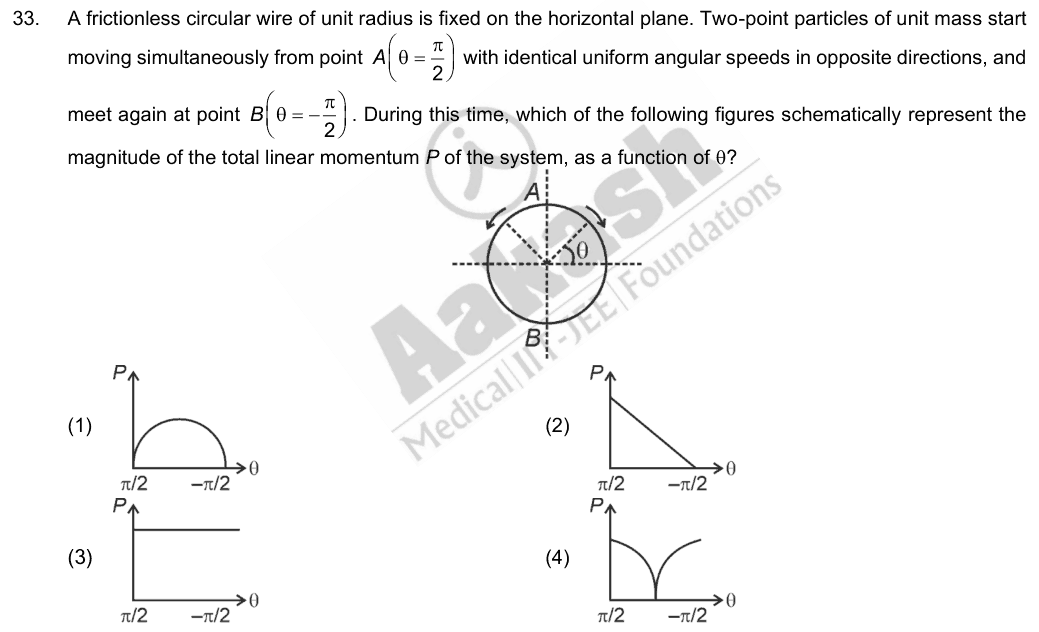 33. A frictionless circular wire of unit radius is fixed on the horizontal plane. Two-point particles of unit mass start
moving simultaneously from point A(θ = π/2) with identical uniform angular speeds in opposite directions, and
meet again at point B(θ = −π/2). During this time, which of the following figures schematically represent the
magnitude of the total linear momentum P of the system, as a function of θ?
A
θ
B
Aakash
Medical|IIT-JEE|Foundations
(1) P θ π/2 −π/2
(2) P θ π/2 −π/2
(3) P θ π/2 −π/2
(4) P θ π/2 −π/2